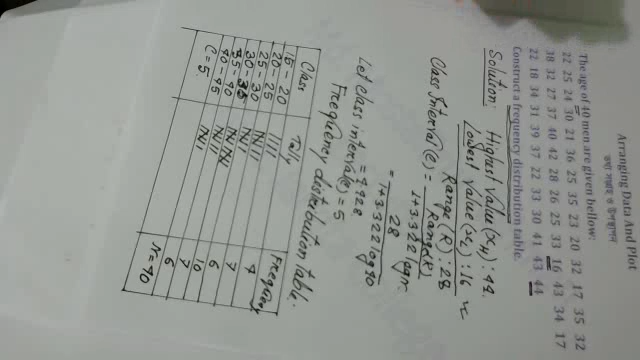 Arranging Data And Plot
The age of 40 men are given bellow:
22 25 24 30 21 36 25 35 23 20 32 17 35 32
38 32 27 37 40 42 28 26 25 33 16 43 34 17
22 18 34 31 39 37 22 33 30 41 43 44
Construct a frequency distribution table.
Solution: Highest value (xH) : 44
Lowest value (xL) : 16
Range (R) : 28
Class Interval (c) = Range(R) / 1+3.322 logn
= 28 / 1+3.322 log 40
= 4.428
Let class interval (c) = 5
Frequency distribution table.
Class Tally Frequency
15 - 20 //// 4
20 - 25 7
25 - 30 6
30 - 35 10
35 - 40 7
40 - 45 6
C = 5 N = 40